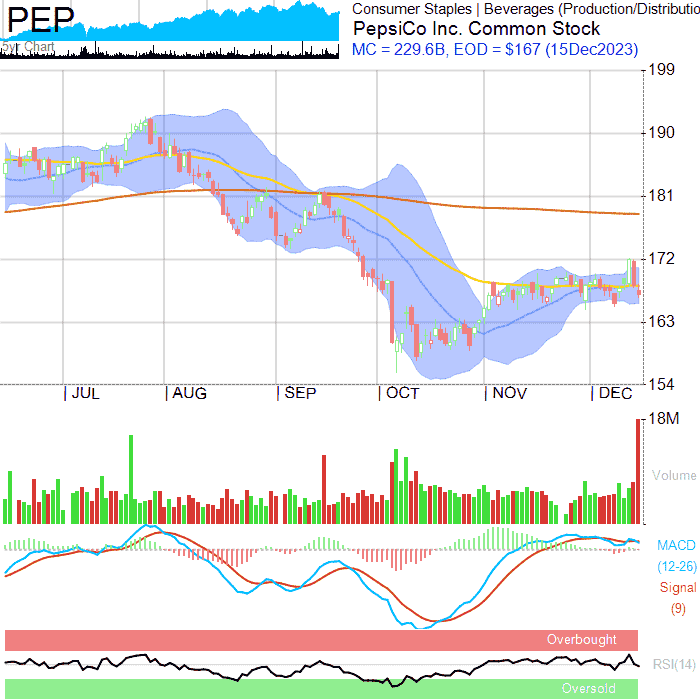 PEP
5yr Chart
Consumer Staples | Beverages (Production/Distributio
PepsiCo Inc. Common Stock
MC = 229.6B, EOD = $167 (15Dec2023)
199
190
181
172
163
154
JUL AUG SEP OCT NOV DEC
18M
Volume
MACD
(12-26)
Signal
(9)
Overbought
RSI(14)
Oversold